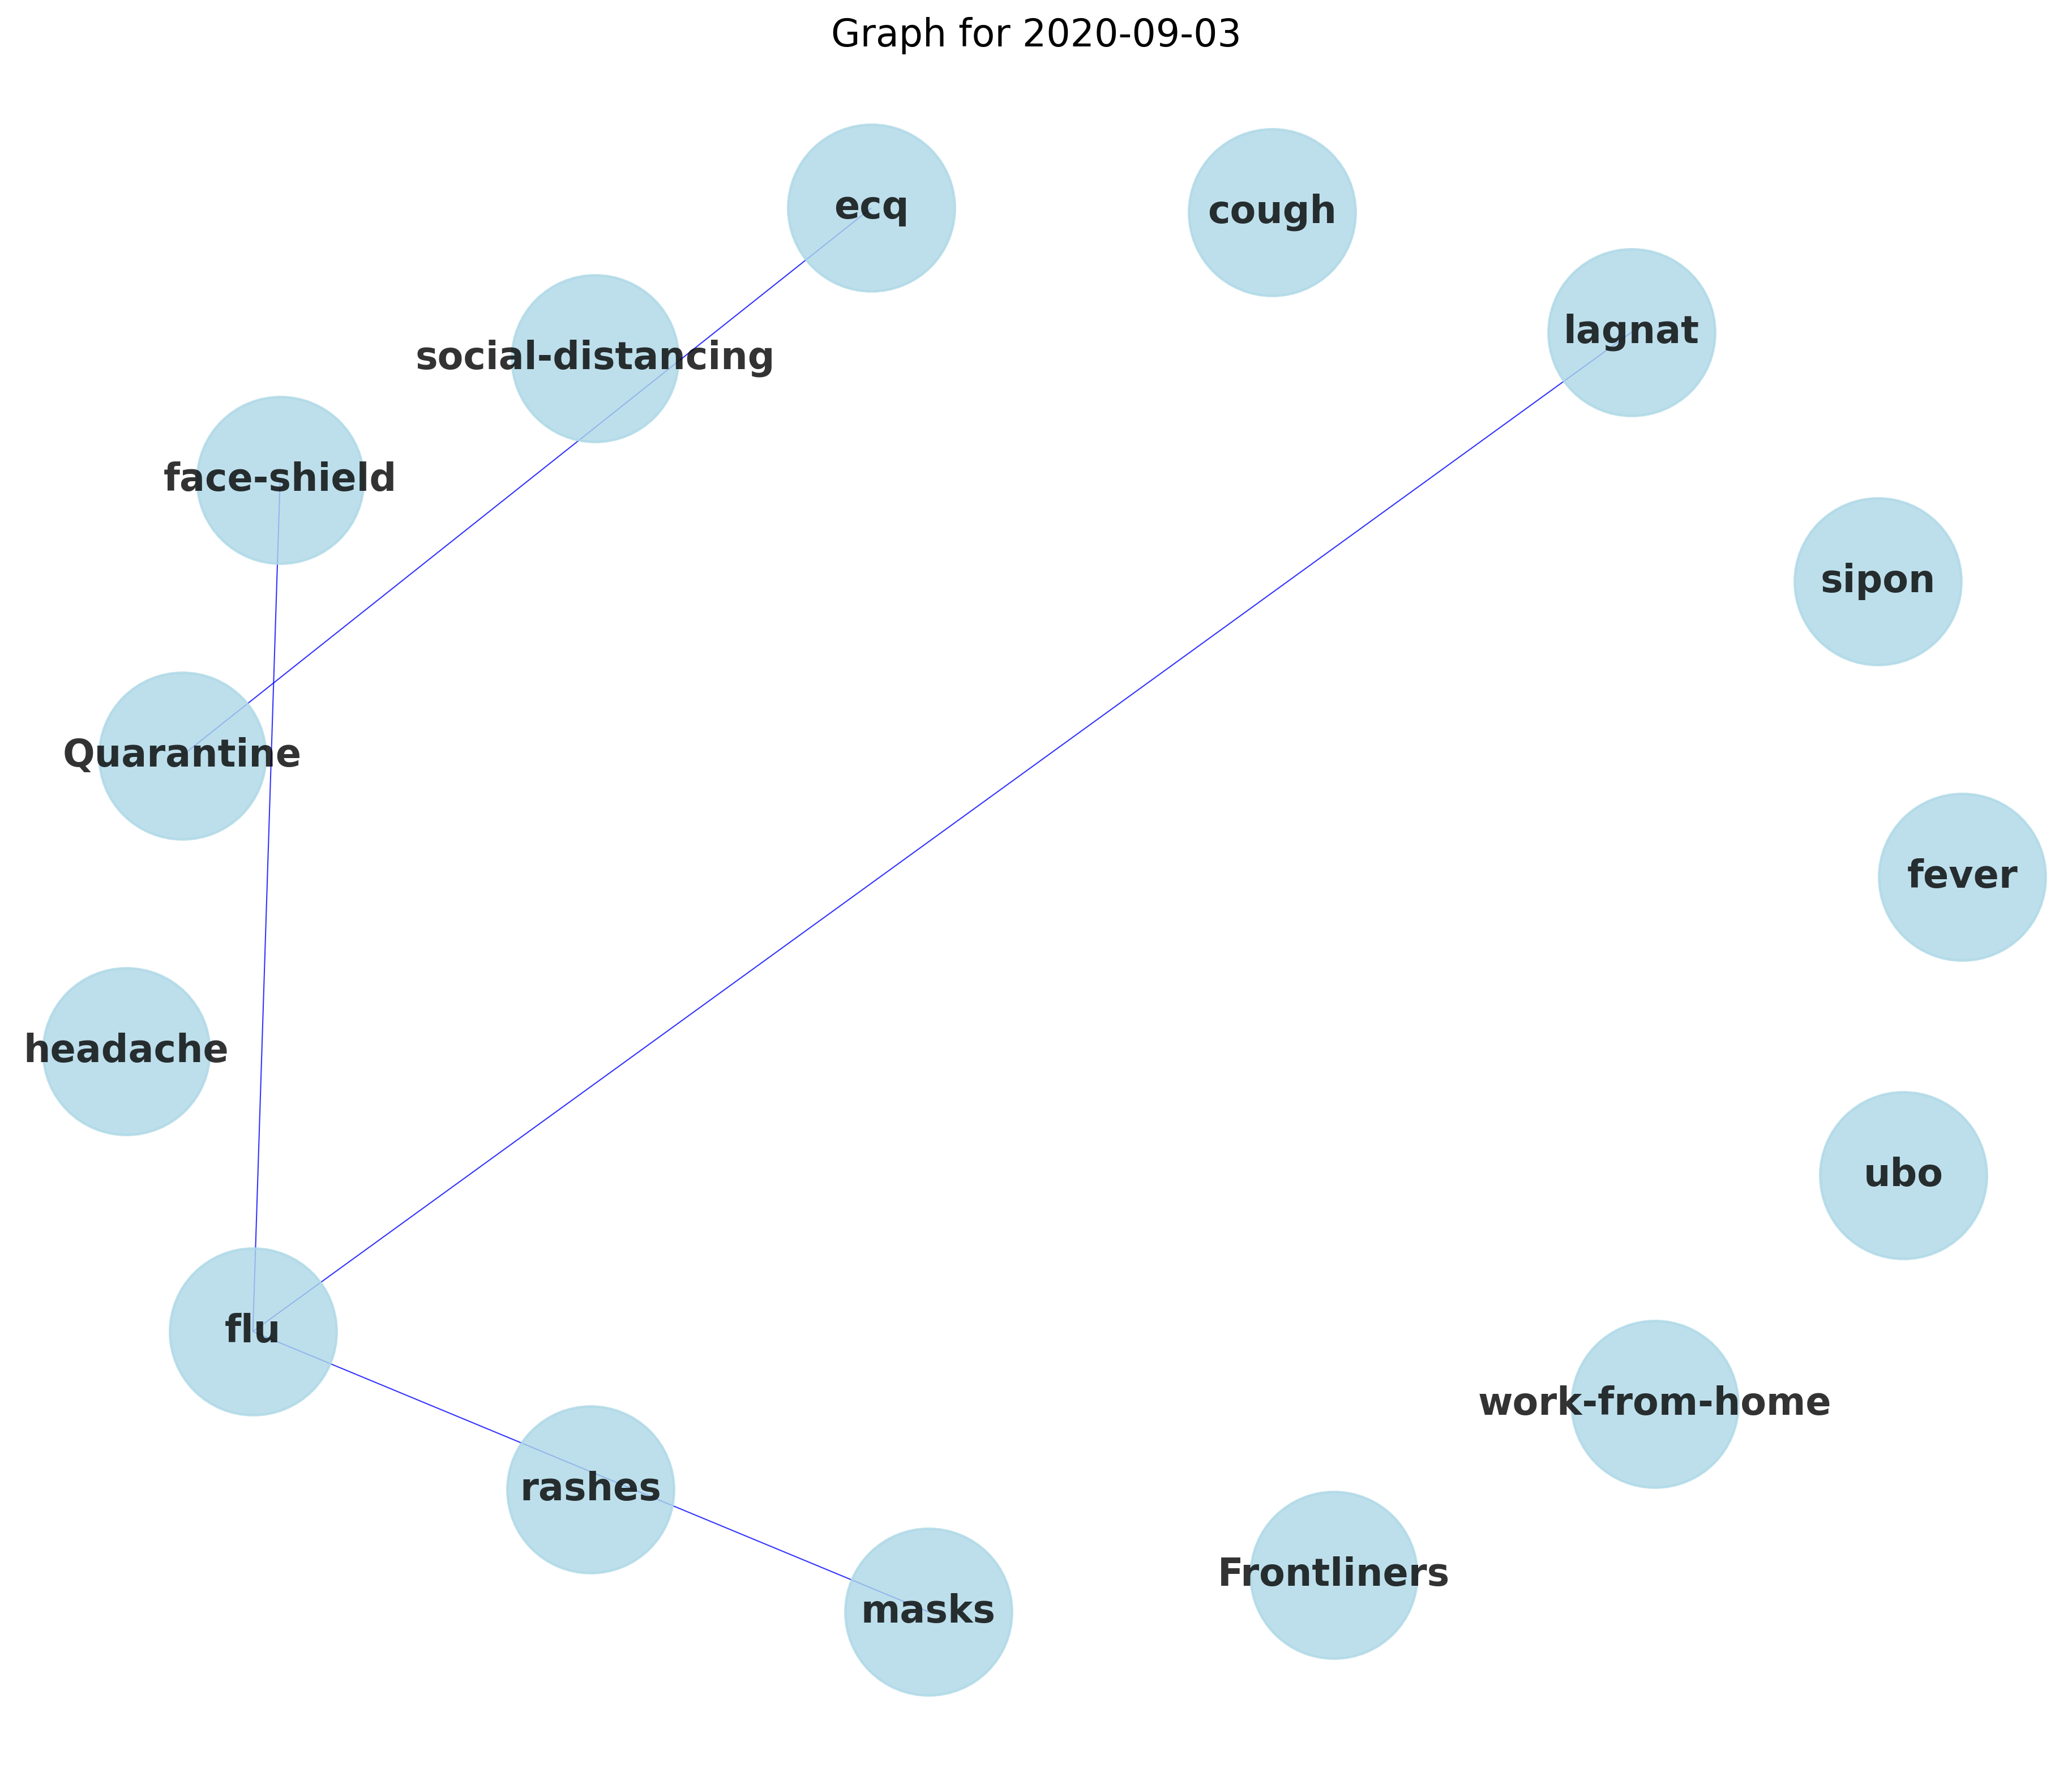 Graph for 2020-09-03
ecq
cough
lagnat
social-distancing
face-shield
sipon
Quarantine
fever
headache
ubo
flu
work-from-home
rashes
Frontliners
masks